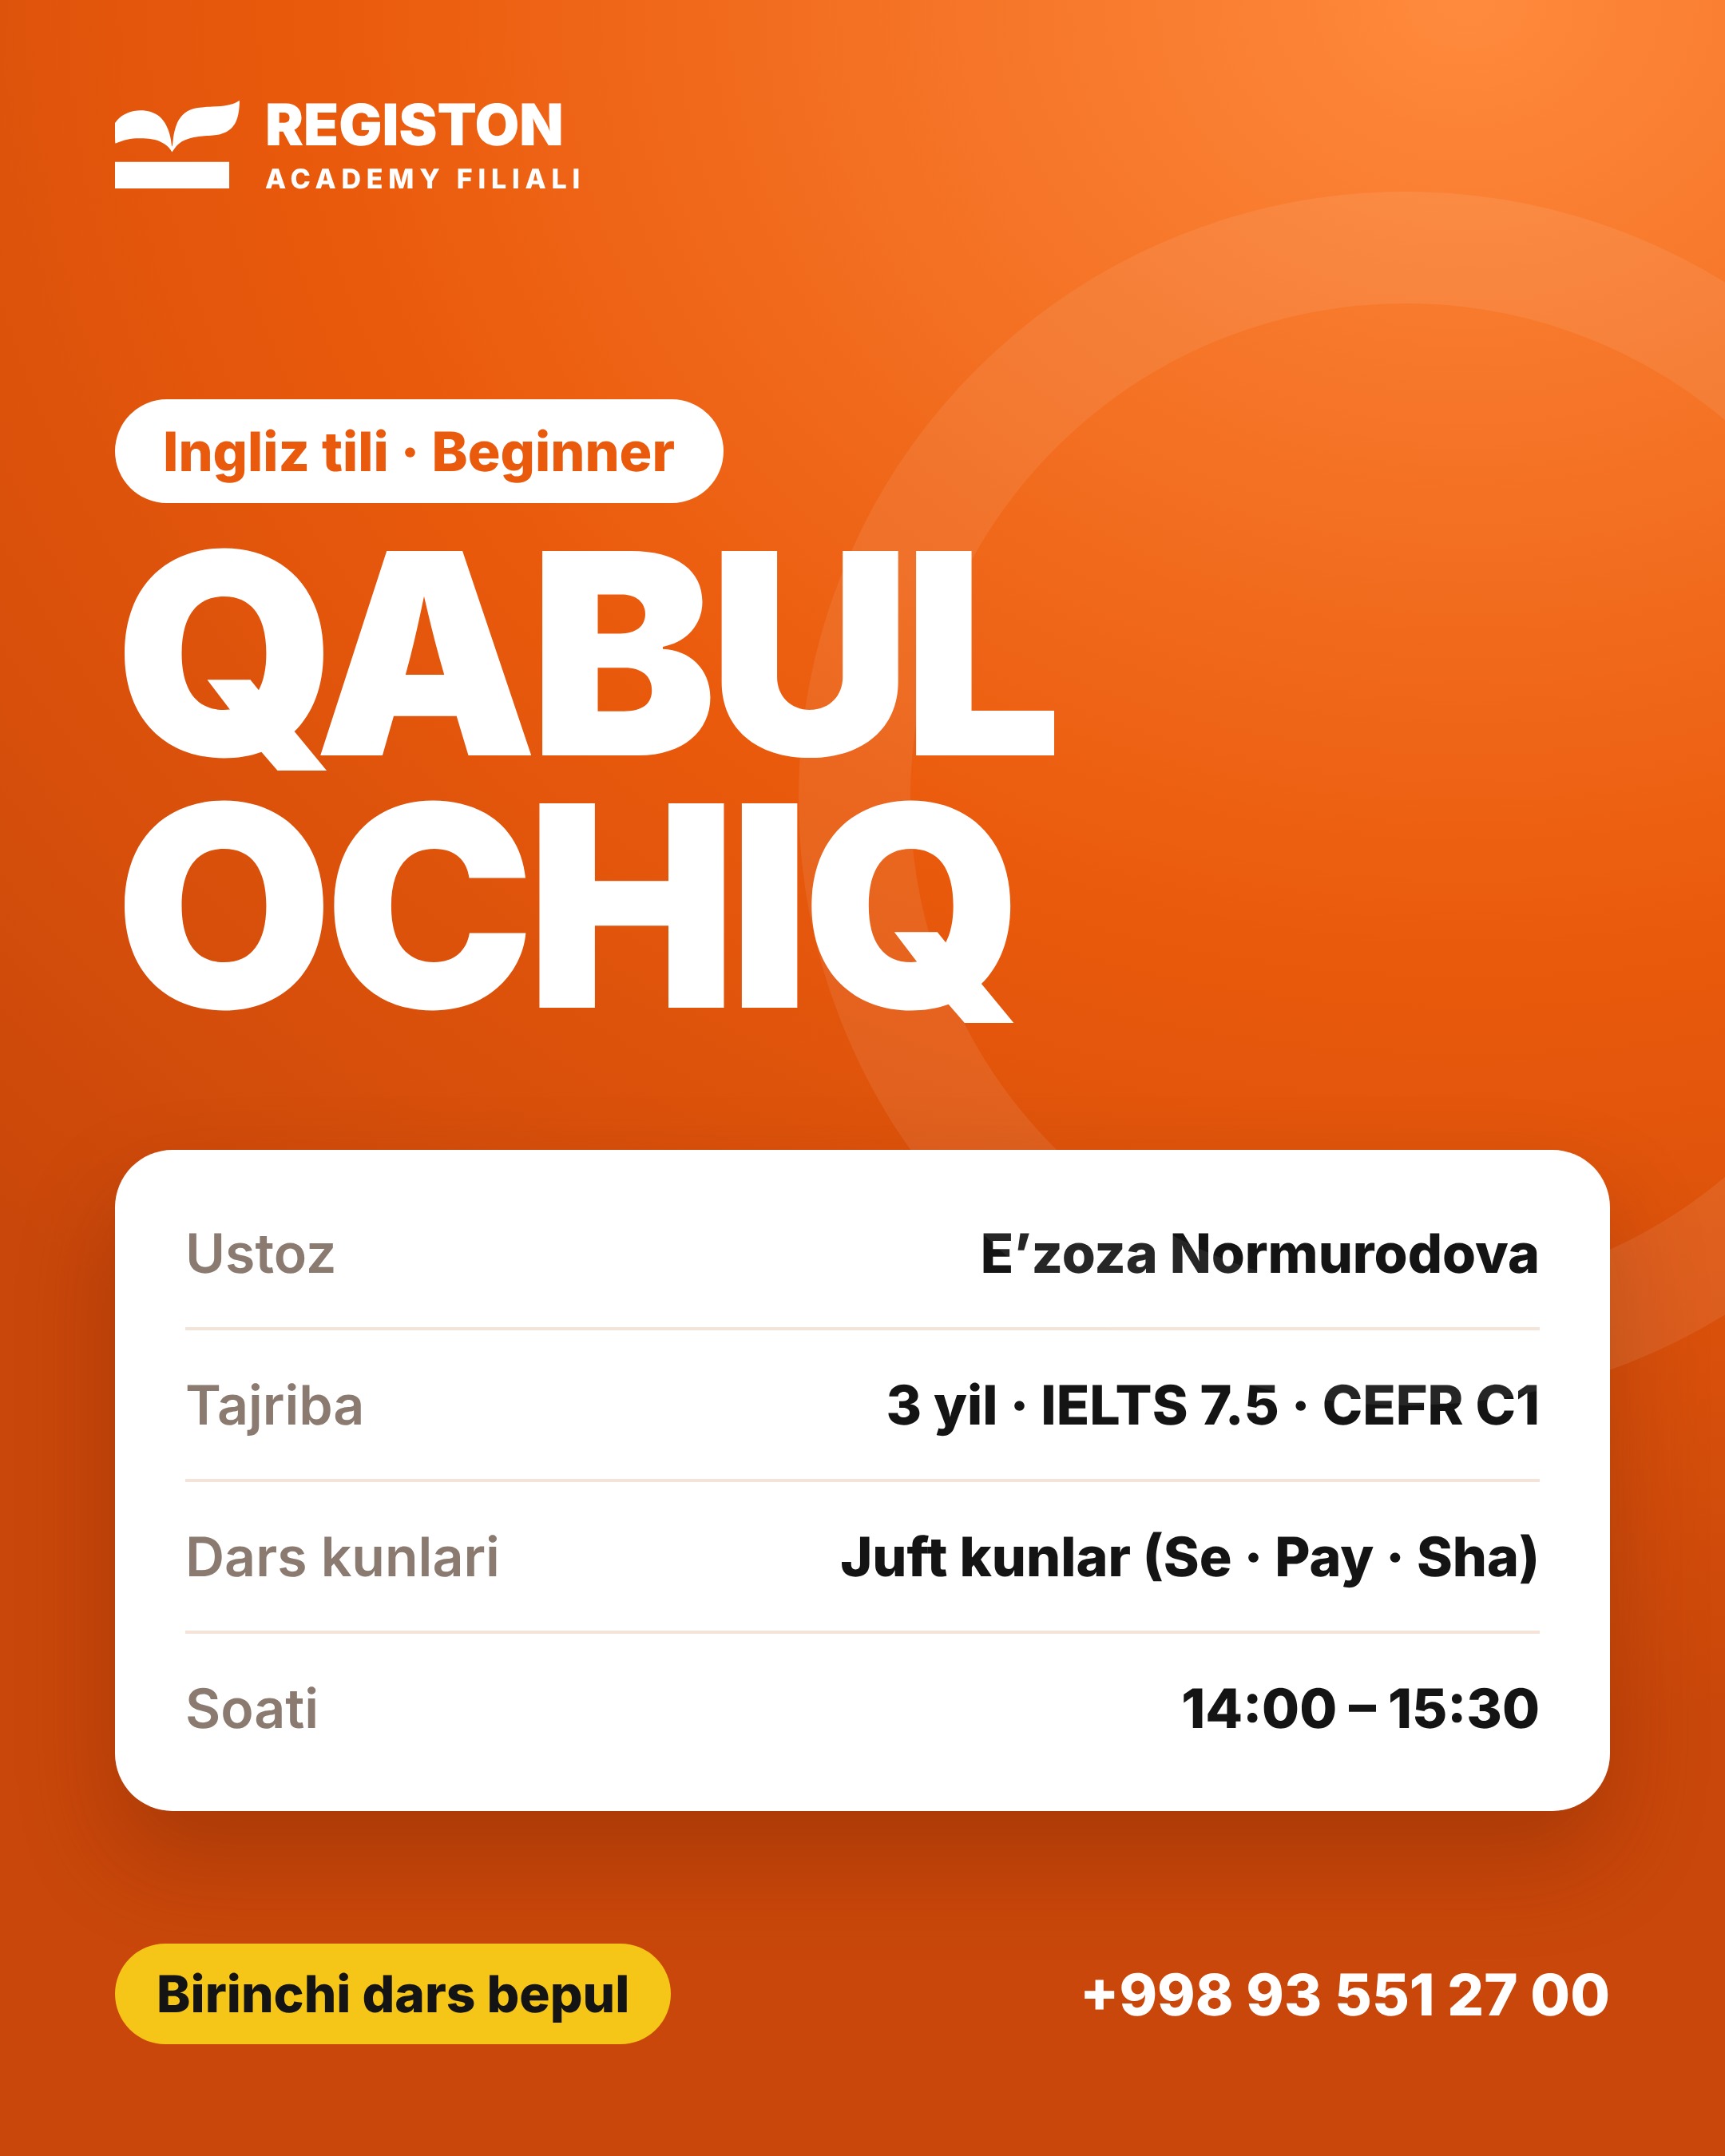 REGISTON
ACADEMY FILIALI
Ingliz tili · Beginner
QABUL
OCHIQ
Ustoz E’zoza Normurodova
Tajriba 3 yil · IELTS 7.5 · CEFR C1
Dars kunlari Juft kunlar (Se · Pay · Sha)
Soati 14:00 – 15:30
Birinchi dars bepul +998 93 551 27 00